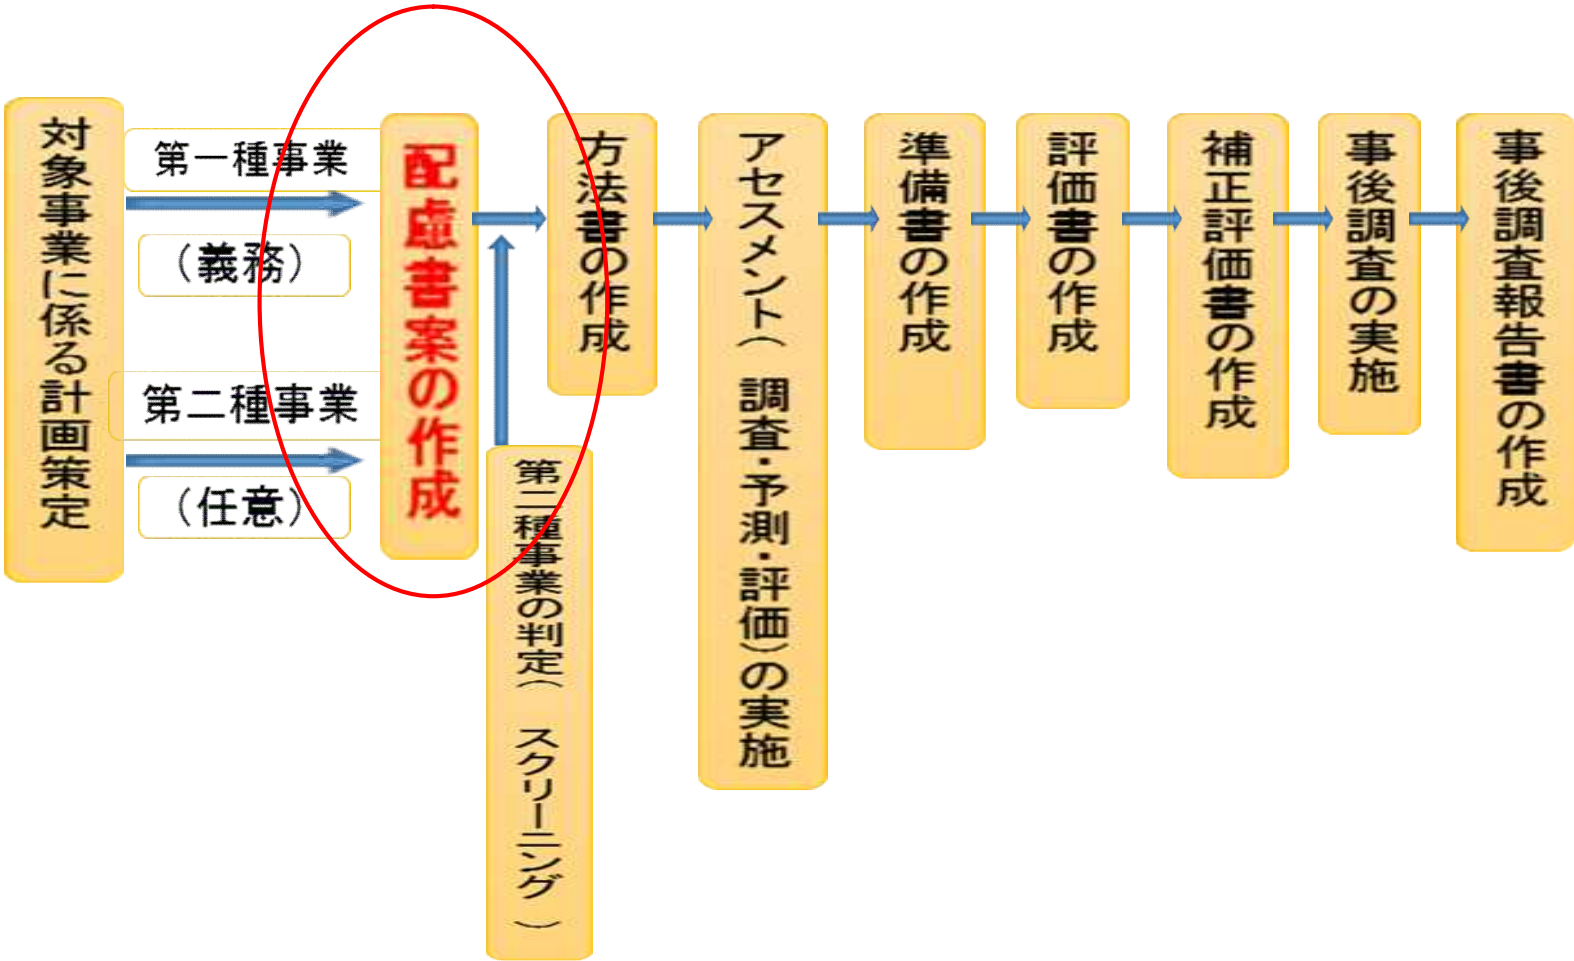 対象事業に係る計画策定
第一種事業
（義務）
第二種事業
（任意）
配慮書案の作成
第二種事業の判定（スクリーニング）
方法書の作成
アセスメント（調査・予測・評価）の実施
準備書の作成
評価書の作成
補正評価書の作成
事後調査の実施
事後調査報告書の作成